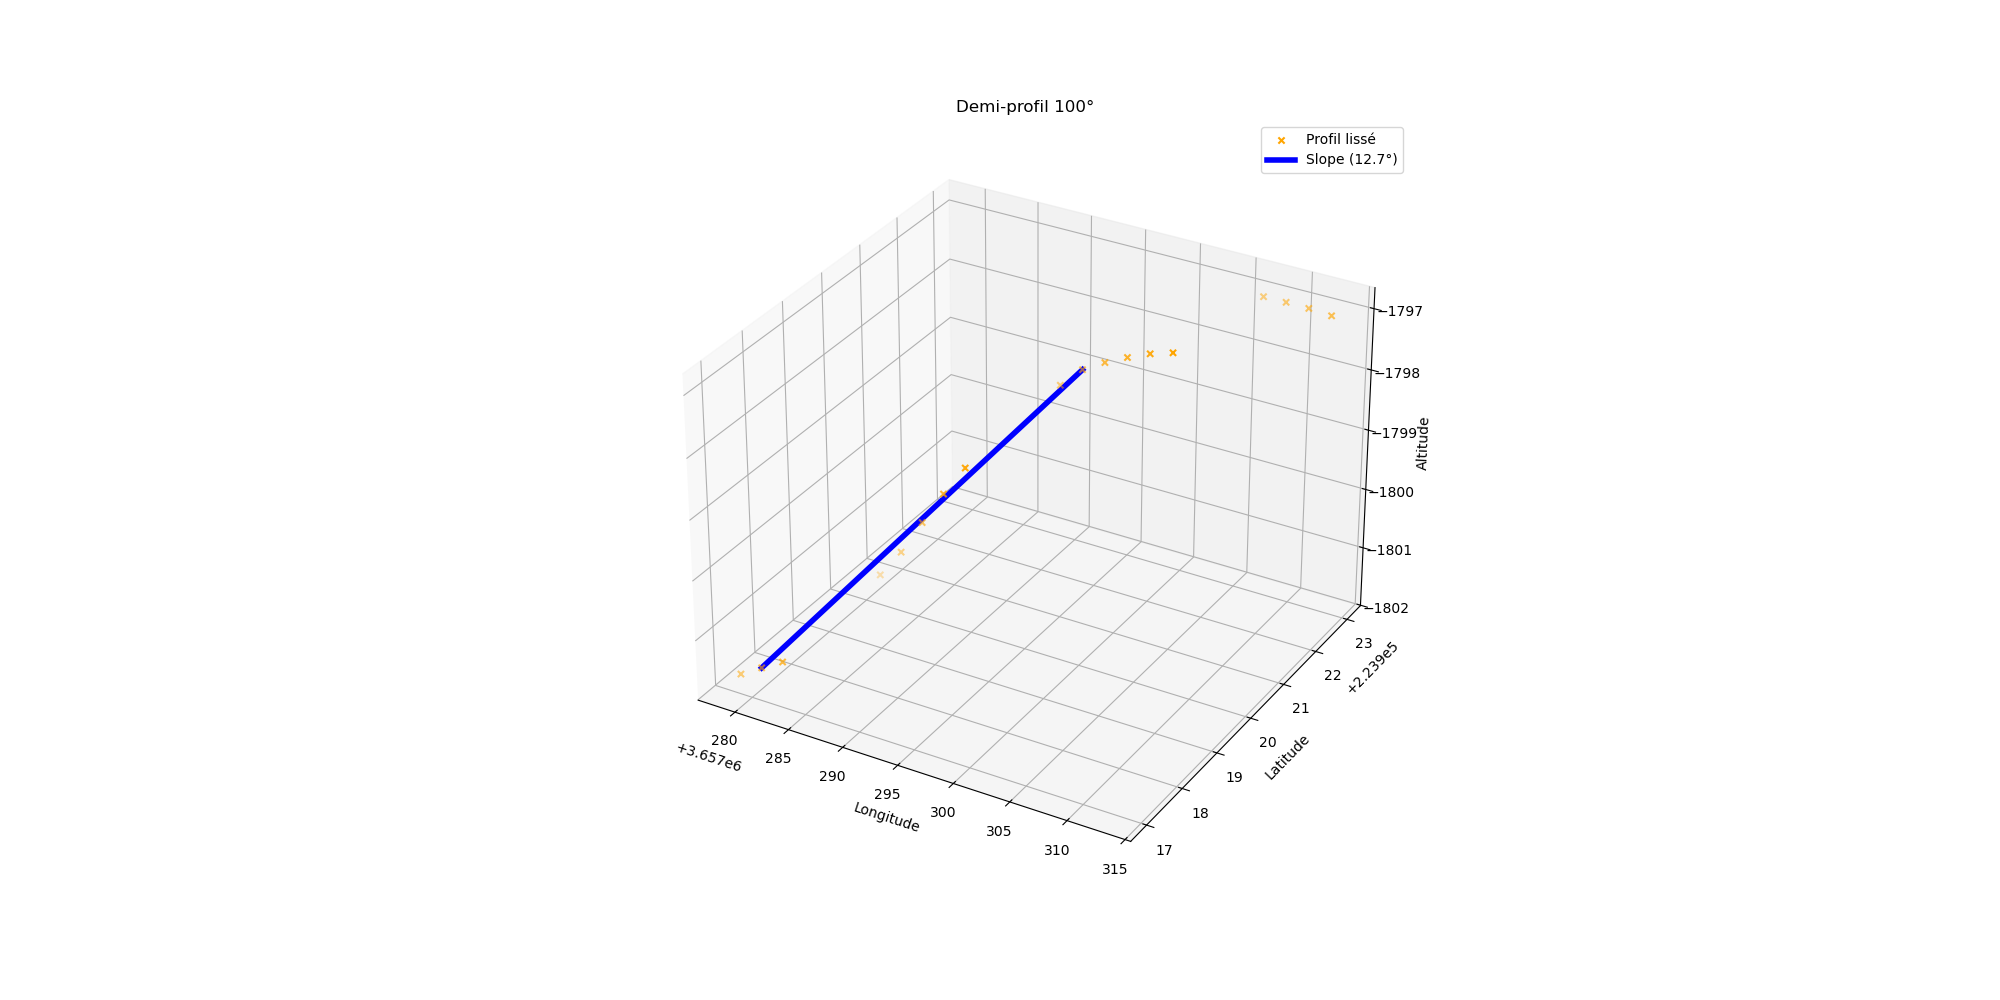 Demi-profil 100°
Profil lissé
Slope (12.7°)
−1797
−1798
−1799
−1800
−1801
−1802
Altitude
23
22
21
20
19
18
17
+2.239e5
Latitude
280
285
290
295
300
305
310
315
+3.657e6
Longitude